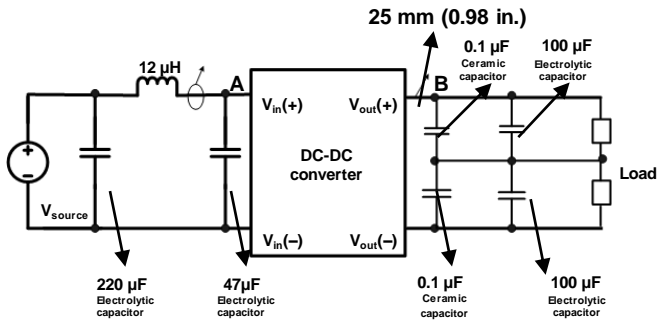 25 mm (0.98 in.)
0.1 µF
Ceramic
capacitor
100 µF
Electrolytic
capacitor
12 µH
A
B
Vin(+)
Vout(+)
+
-
DC-DC
converter
Load
Vsource
Vin(–)
Vout(–)
220 µF
Electrolytic
capacitor
47µF
Electrolytic
capacitor
0.1 µF
Ceramic
capacitor
100 µF
Electrolytic
capacitor